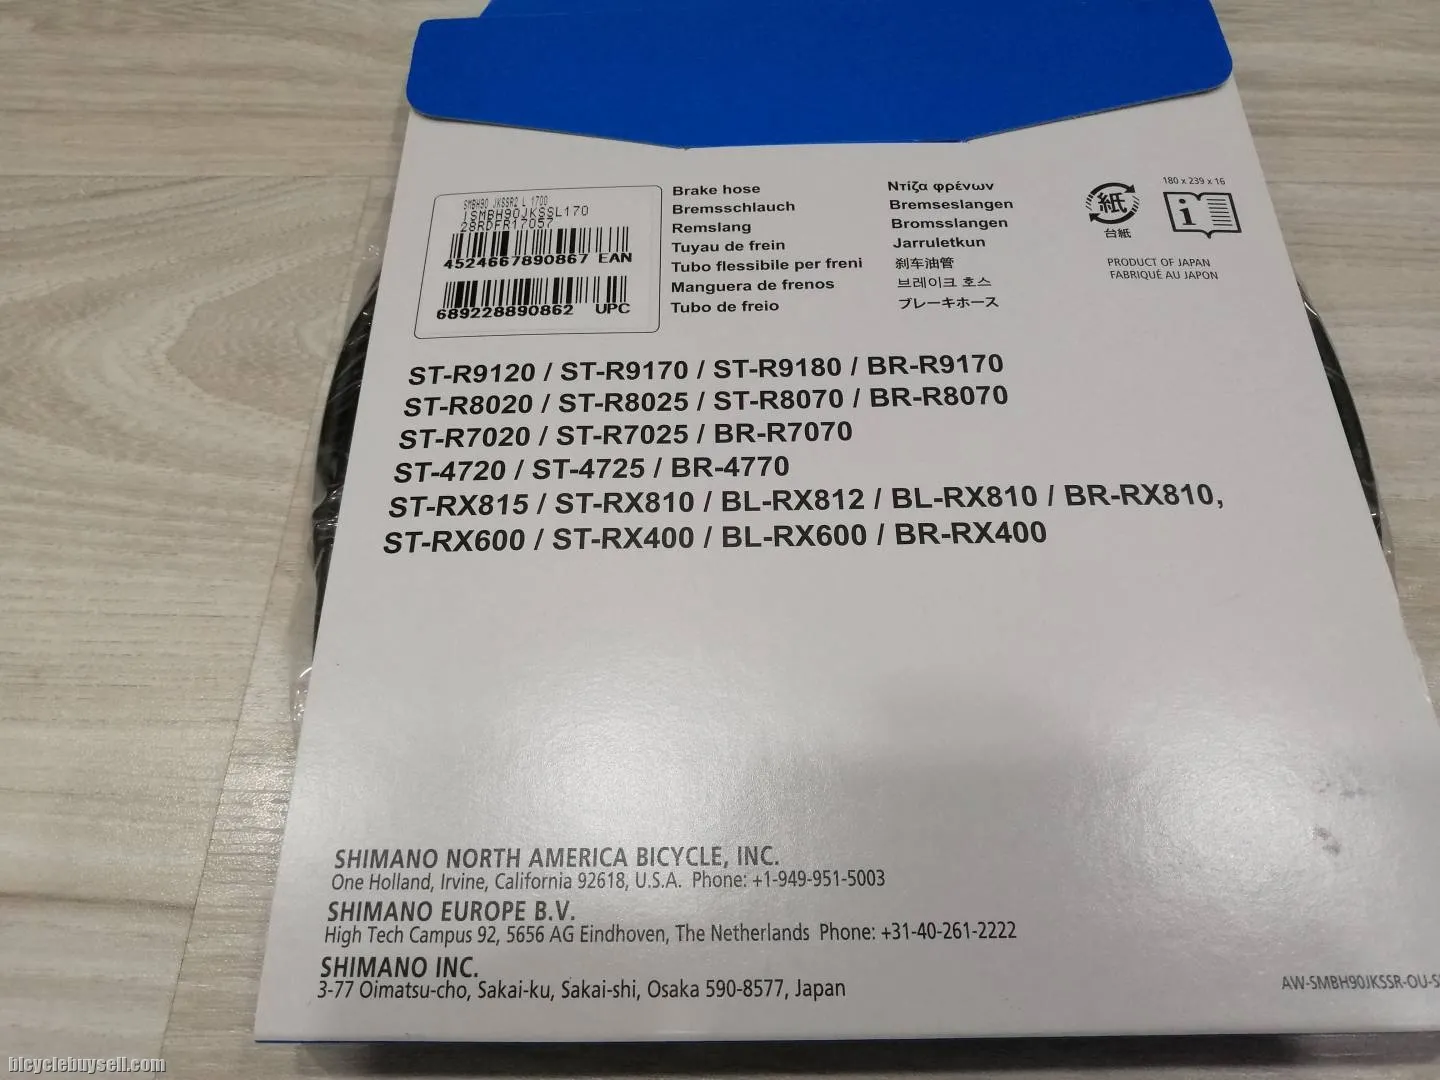 SMBH90 JKSSR2 L 1700
ISMBH90JKSSL170
28RDFR17057
4524667890867 EAN
689228890862 UPC
Brake hose
Bremsschlauch
Remslang
Tuyau de frein
Tubo flessibile per freni
Manguera de frenos
Tubo de freio
Ντίζα φρένων
Bremseslangen
Bromsslangen
Jarruletkun
刹车油管
브레이크 호스
ブレーキホース
紙
台紙
180 x 239 x 16
i
PRODUCT OF JAPAN
FABRIQUÉ AU JAPON
ST-R9120 / ST-R9170 / ST-R9180 / BR-R9170
ST-R8020 / ST-R8025 / ST-R8070 / BR-R8070
ST-R7020 / ST-R7025 / BR-R7070
ST-4720 / ST-4725 / BR-4770
ST-RX815 / ST-RX810 / BL-RX812 / BL-RX810 / BR-RX810,
ST-RX600 / ST-RX400 / BL-RX600 / BR-RX400
SHIMANO NORTH AMERICA BICYCLE, INC.
One Holland, Irvine, California 92618, U.S.A. Phone: +1-949-951-5003
SHIMANO EUROPE B.V.
High Tech Campus 92, 5656 AG Eindhoven, The Netherlands Phone: +31-40-261-2222
SHIMANO INC.
3-77 Oimatsu-cho, Sakai-ku, Sakai-shi, Osaka 590-8577, Japan
AW-SMBH90JKSSR-OU-S
bicyclebuysell.com